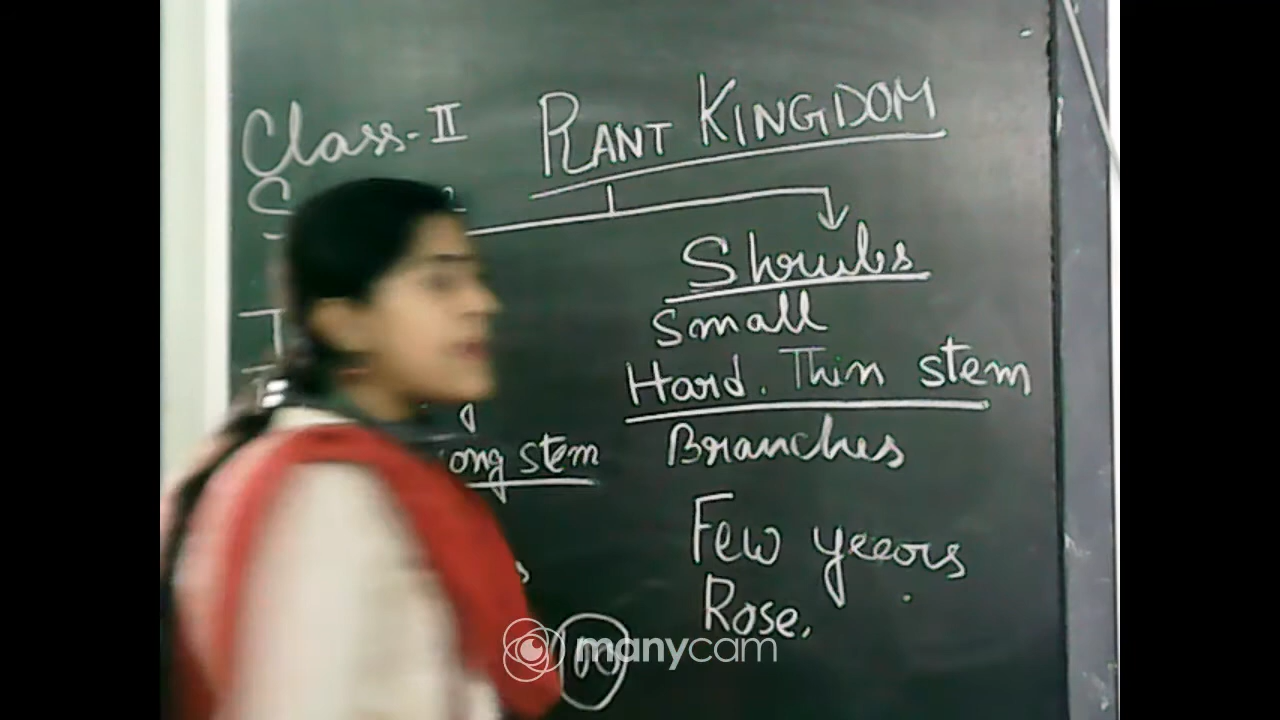 Class-II PLANT KINGDOM
Shrubs
Small
Hard. Thin stem
Branches
ong stem
Few years
Rose.
manycam